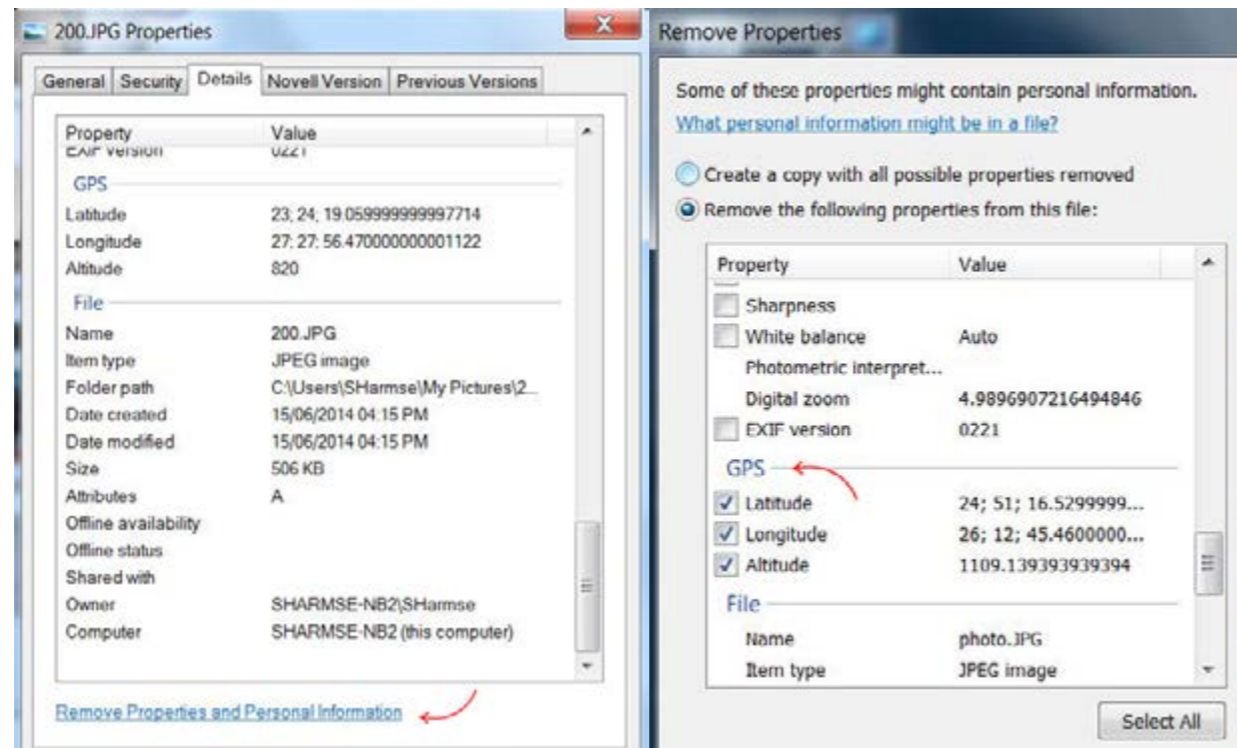 200.JPG Properties
General Security Details Novell Version Previous Versions
Property Value
EXIF version 0221
GPS
Latitude 23; 24; 19.059999999997714
Longitude 27; 27; 56.470000000001122
Altitude 820
File
Name 200.JPG
Item type JPEG image
Folder path C:\Users\SHarmse\My Pictures\2...
Date created 15/06/2014 04:15 PM
Date modified 15/06/2014 04:15 PM
Size 506 KB
Attributes A
Offline availability
Offline status
Shared with
Owner SHARMSE-NB2\SHarmse
Computer SHARMSE-NB2 (this computer)
Remove Properties and Personal Information
Remove Properties
Some of these properties might contain personal information.
What personal information might be in a file?
Create a copy with all possible properties removed
Remove the following properties from this file:
Property Value
Sharpness
White balance Auto
Photometric interpret...
Digital zoom 4.9896907216494846
EXIF version 0221
GPS
Latitude 24; 51; 16.5299999...
Longitude 26; 12; 45.4600000...
Altitude 1109.139393939394
File
Name photo.JPG
Item type JPEG image
Select All